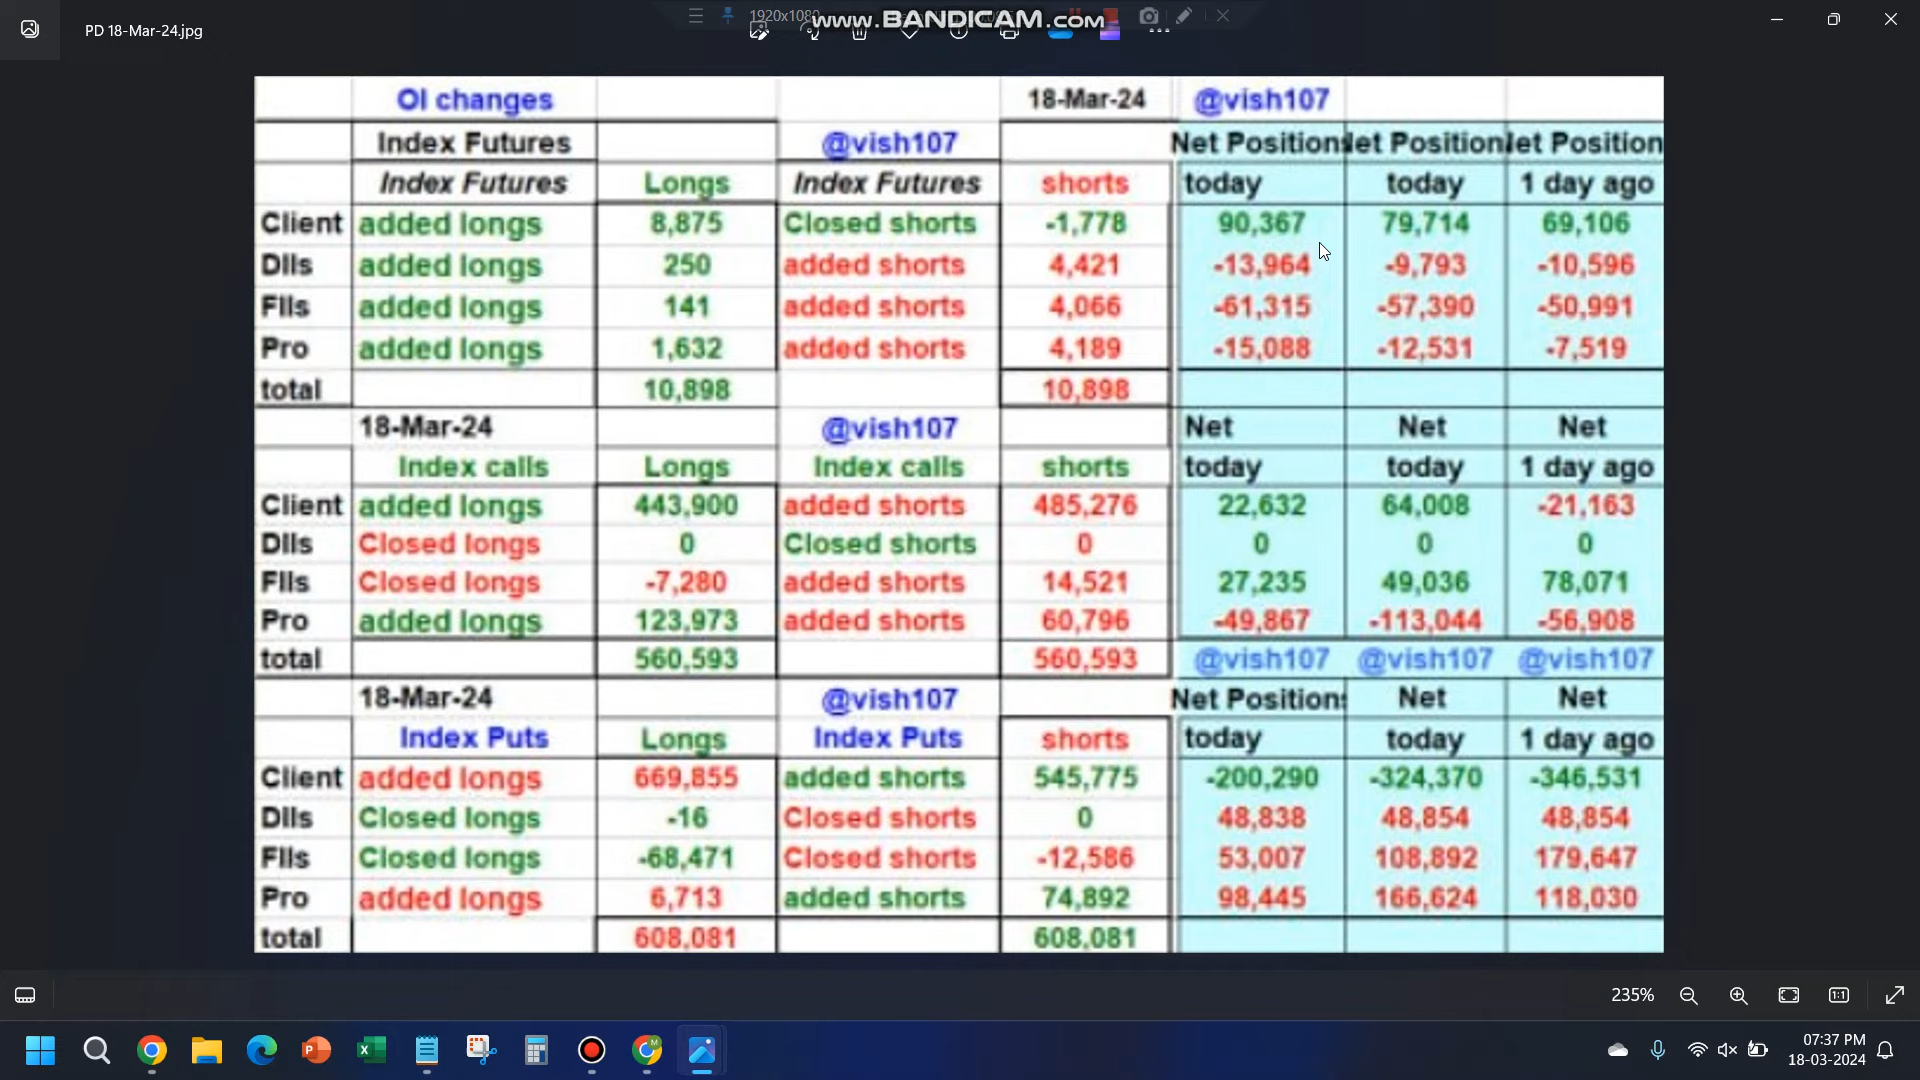 1920x1080 www.BANDICAM.com
PD 18-Mar-24.jpg
OI changes 18-Mar-24 @vish107
Index Futures @vish107 Net Positions Net Position Net Position
Index Futures Longs Index Futures shorts today today 1 day ago
Client added longs 8,875 Closed shorts -1,778 90,367 79,714 69,106
DIIs added longs 250 added shorts 4,421 -13,964 -9,793 -10,596
FIIs added longs 141 added shorts 4,066 -61,315 -57,390 -50,991
Pro added longs 1,632 added shorts 4,189 -15,088 -12,531 -7,519
total 10,898 10,898
18-Mar-24 @vish107 Net Net Net
Index calls Longs Index calls shorts today today 1 day ago
Client added longs 443,900 added shorts 485,276 22,632 64,008 -21,163
DIIs Closed longs 0 Closed shorts 0 0 0 0
FIIs Closed longs -7,280 added shorts 14,521 27,235 49,036 78,071
Pro added longs 123,973 added shorts 60,796 -49,867 -113,044 -56,908
total 560,593 560,593 @vish107 @vish107 @vish107
18-Mar-24 @vish107 Net Positions Net Net
Index Puts Longs Index Puts shorts today today 1 day ago
Client added longs 669,855 added shorts 545,775 -200,290 -324,370 -346,531
DIIs Closed longs -16 Closed shorts 0 48,838 48,854 48,854
FIIs Closed longs -68,471 Closed shorts -12,586 53,007 108,892 179,647
Pro added longs 6,713 added shorts 74,892 98,445 166,624 118,030
total 608,081 608,081
235%
07:37 PM
18-03-2024